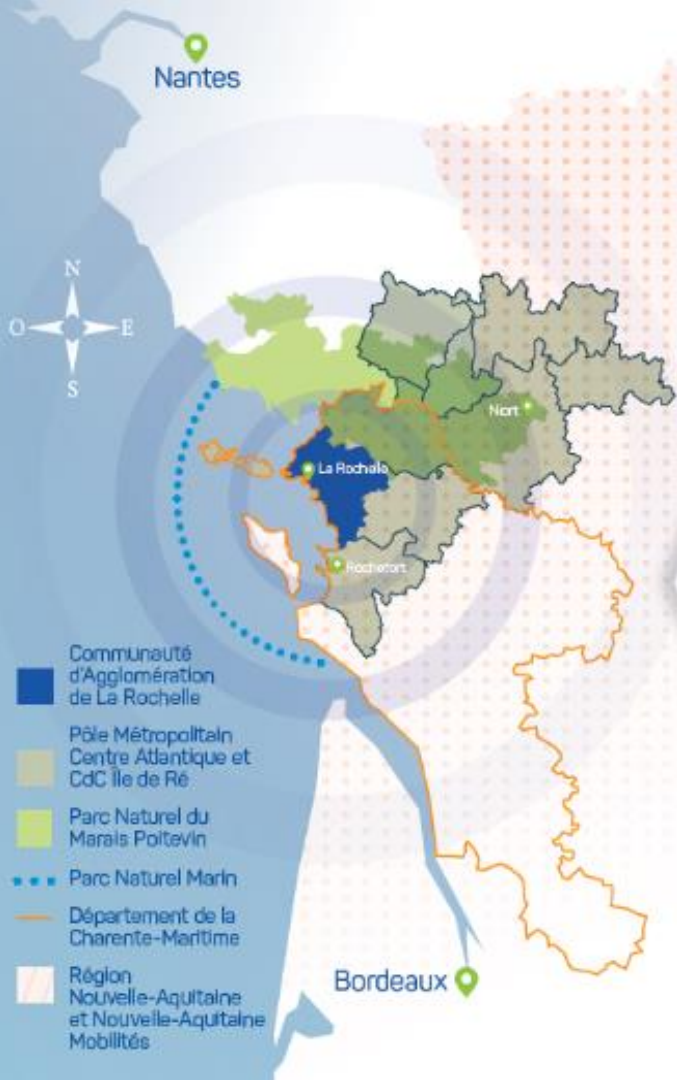 Nantes
N
O E
S
Niort
La Rochelle
Rochefort
Communauté
d'Agglomération
de La Rochelle
Pôle Métropolitain
Centre Atlantique et
CdC Île de Ré
Parc Naturel du
Marais Poitevin
Parc Naturel Marin
Département de la
Charente-Maritime
Région
Nouvelle-Aquitaine
et Nouvelle-Aquitaine
Mobilités
Bordeaux